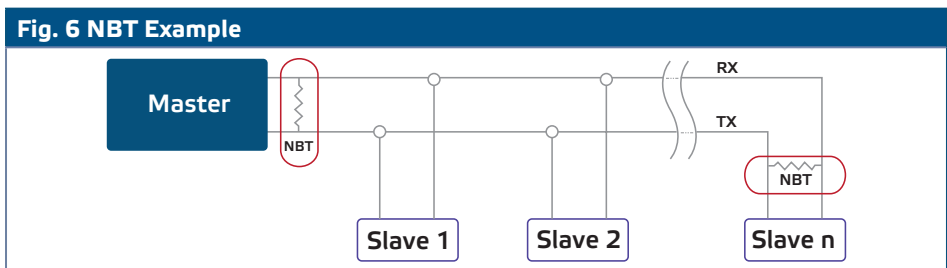 Fig. 6 NBT Example
RX
Master
TX
NBT
NBT
Slave 1
Slave 2
Slave n